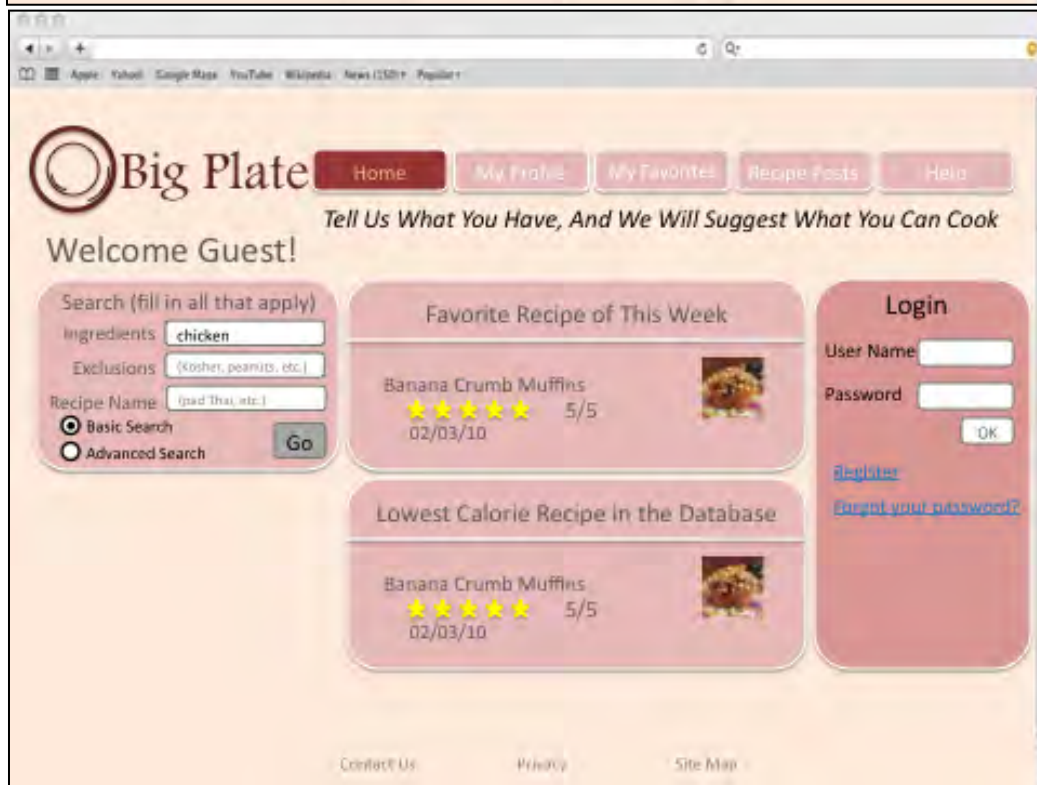 Apple Yahoo! Google Maps YouTube Wikipedia News (150) Popular
Big Plate
Home My Profile My Favorites Recipe Posts Help
Tell Us What You Have, And We Will Suggest What You Can Cook
Welcome Guest!
Search (fill in all that apply)
Ingredients chicken
Exclusions (Kosher, peanuts, etc.)
Recipe Name (pad Thai, etc.)
Basic Search
Advanced Search
Go
Favorite Recipe of This Week
Banana Crumb Muffins
5/5
02/03/10
Lowest Calorie Recipe in the Database
Banana Crumb Muffins
5/5
02/03/10
Login
User Name
Password
OK
Register
Forgot your password?
Contact Us Privacy Site Map